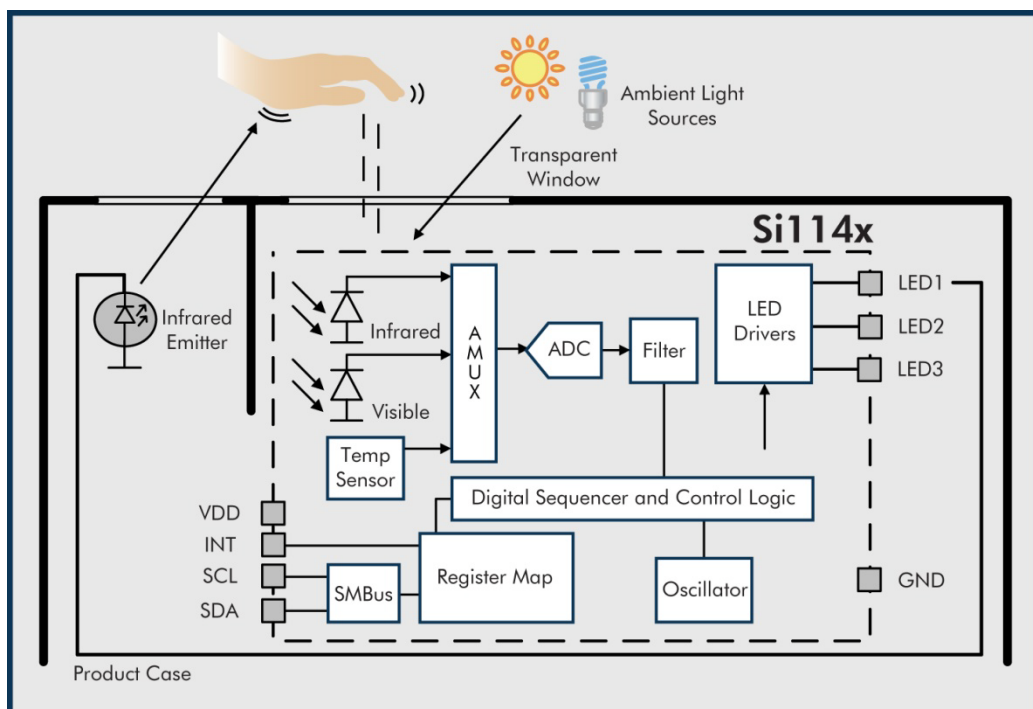 Ambient Light
Sources
Transparent
Window
Si114x
Infrared
Emitter
Infrared
Visible
Temp
Sensor
AMUX
ADC
Filter
LED
Drivers
LED1
LED2
LED3
Digital Sequencer and Control Logic
VDD
INT
SCL
SDA
SMBus
Register Map
Oscillator
GND
Product Case